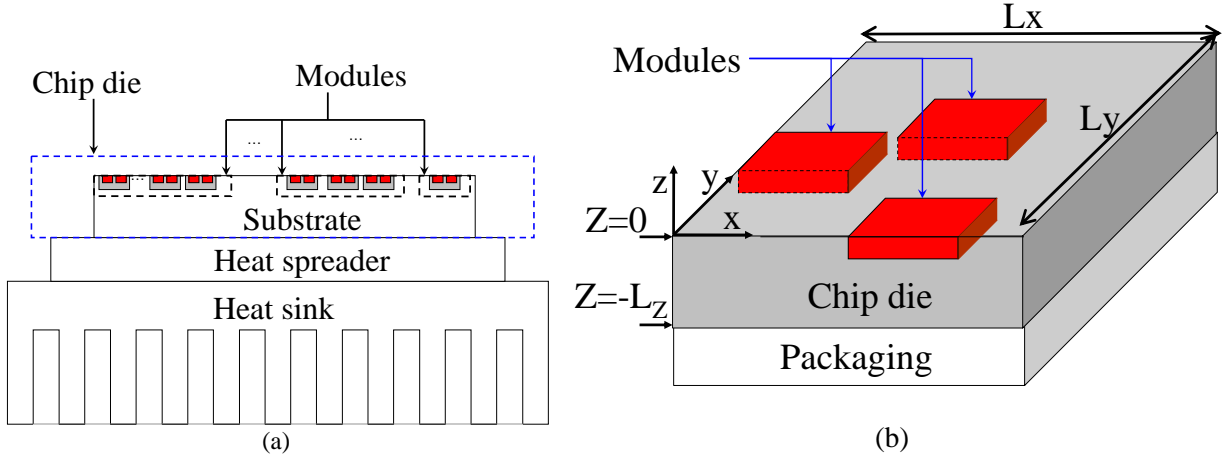 Chip die
Modules
... ...
...
Substrate
Heat spreader
Heat sink
(a)
Lx
Modules
Ly
z
y
Z=0
x
Z=-Lz
Chip die
Packaging
(b)